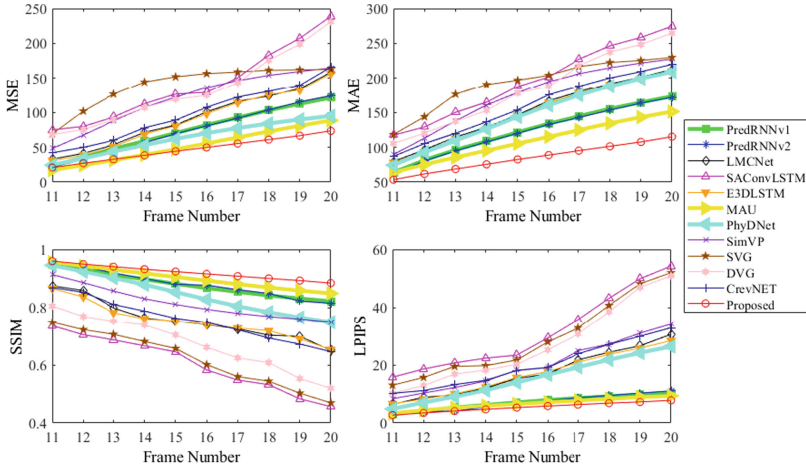 250
200
150
100
50
0
MSE
11 12 13 14 15 16 17 18 19 20
Frame Number
300
250
200
150
100
50
MAE
11 12 13 14 15 16 17 18 19 20
Frame Number
1
0.8
0.6
0.4
SSIM
11 12 13 14 15 16 17 18 19 20
Frame Number
60
40
20
0
LPIPS
11 12 13 14 15 16 17 18 19 20
Frame Number
PredRNNv1
PredRNNv2
LMCNet
SAConvLSTM
E3DLSTM
MAU
PhyDNet
SimVP
SVG
DVG
CrevNET
Proposed